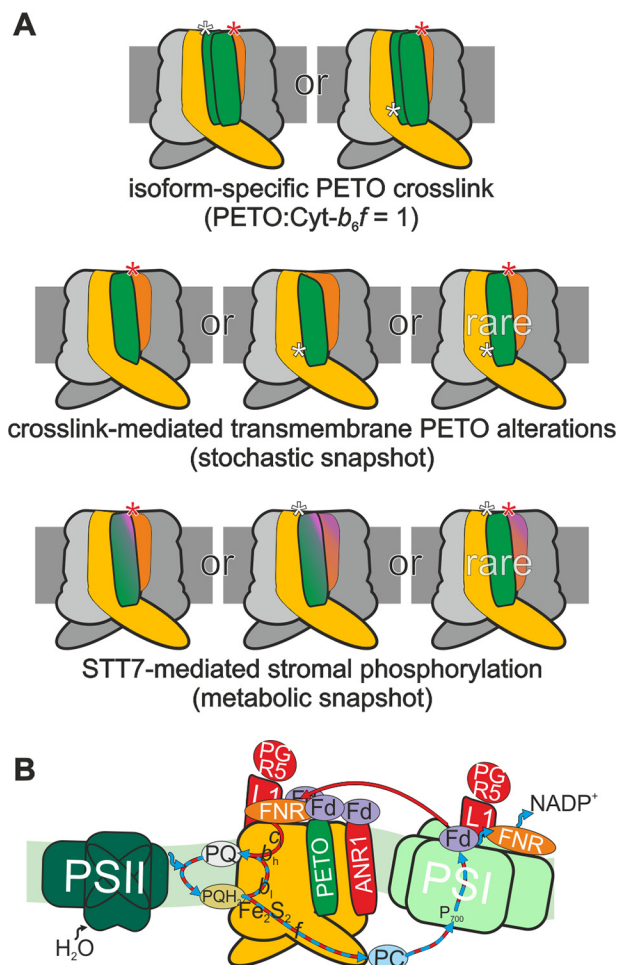 A
* *
or
* *
isoform-specific PETO crosslink
(PETO:Cyt-b₆f = 1)
*
or
*
or
*
rare
*
crosslink-mediated transmembrane PETO alterations
(stochastic snapshot)
*
or
*
or
* *
rare
STT7-mediated stromal phosphorylation
(metabolic snapshot)
B
PG
R5
L1
FNR
Fd
Fd
PG
R5
L1
NADP⁺
Fd
FNR
PSII
PQ
c
bh
PETO
ANR1
PSI
PQH₂
bl
Fe₂S₂
f
P700
H₂O
PC